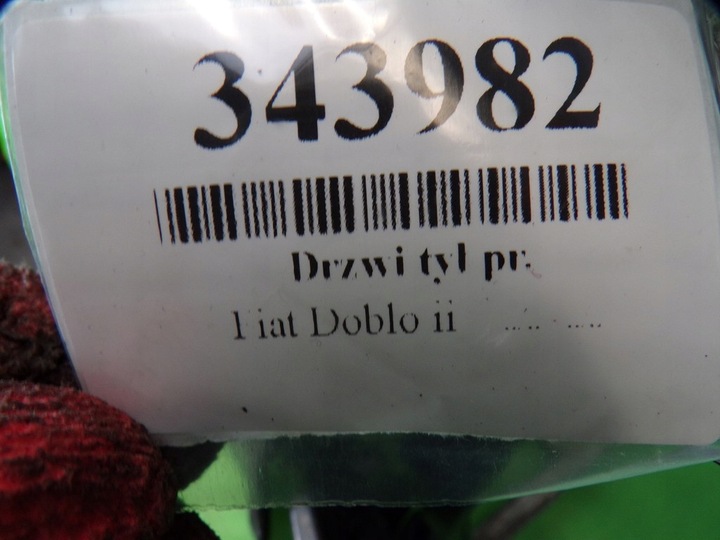 343982
Drzwi tył pr.
Fiat Doblo ii